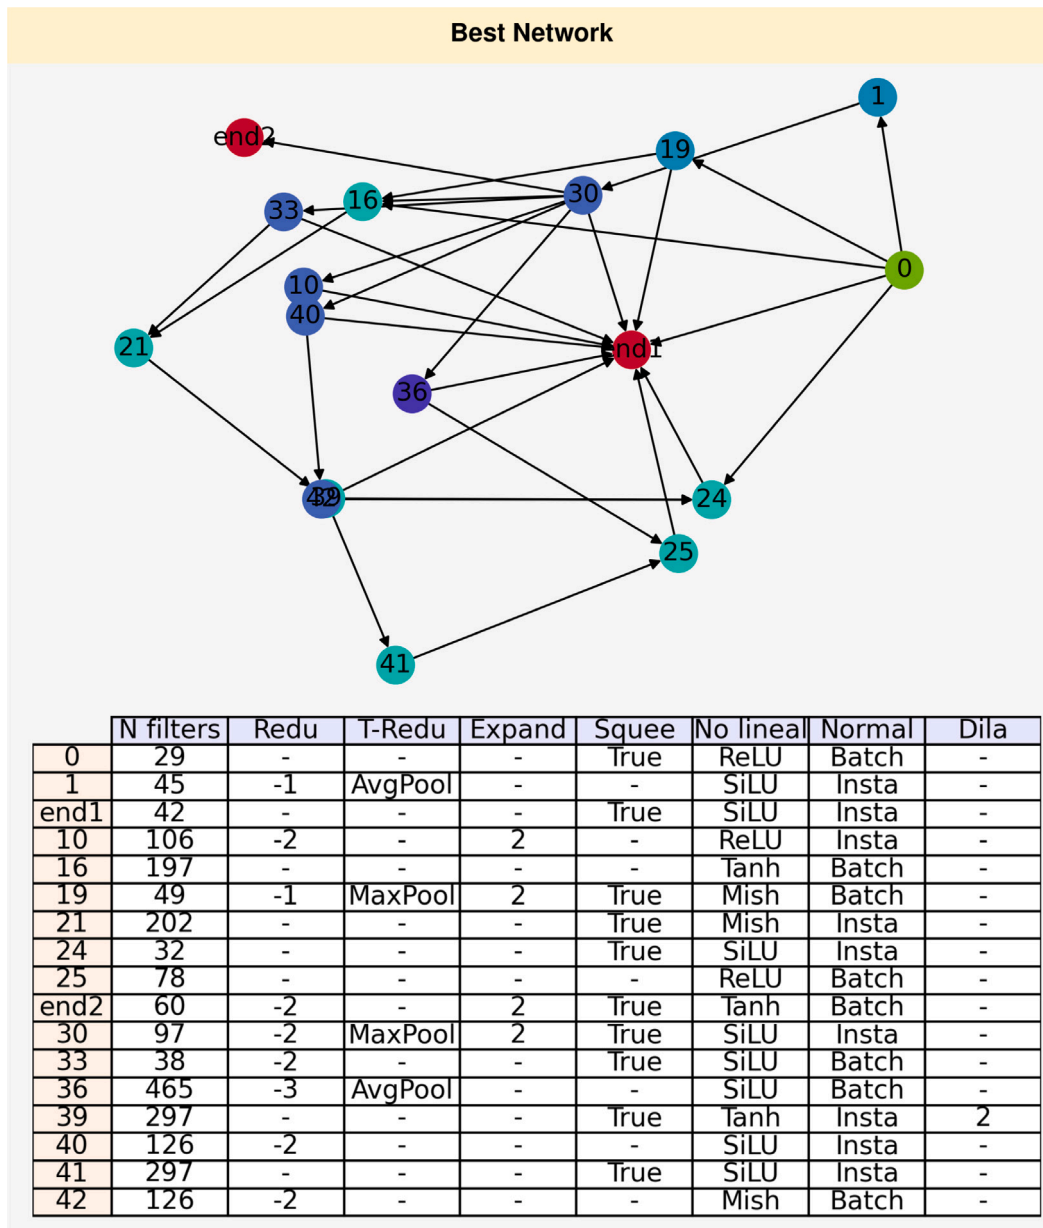 Best Network
1
end2
19
16
30
33
0
10
40
21
nd1
36
42
39
24
25
41
N filters Redu T-Redu Expand Squee No lineal Normal Dila
0 29 - - - True ReLU Batch -
1 45 -1 AvgPool - - SiLU Insta -
end1 42 - - - True SiLU Insta -
10 106 -2 - 2 - ReLU Insta -
16 197 - - - - Tanh Batch -
19 49 -1 MaxPool 2 True Mish Batch -
21 202 - - - True Mish Insta -
24 32 - - - True SiLU Insta -
25 78 - - - - ReLU Batch -
end2 60 -2 - 2 True Tanh Batch -
30 97 -2 MaxPool 2 True SiLU Insta -
33 38 -2 - - True SiLU Batch -
36 465 -3 AvgPool - - SiLU Batch -
39 297 - - - True Tanh Insta 2
40 126 -2 - - - SiLU Insta -
41 297 - - - True SiLU Insta -
42 126 -2 - - - Mish Batch -